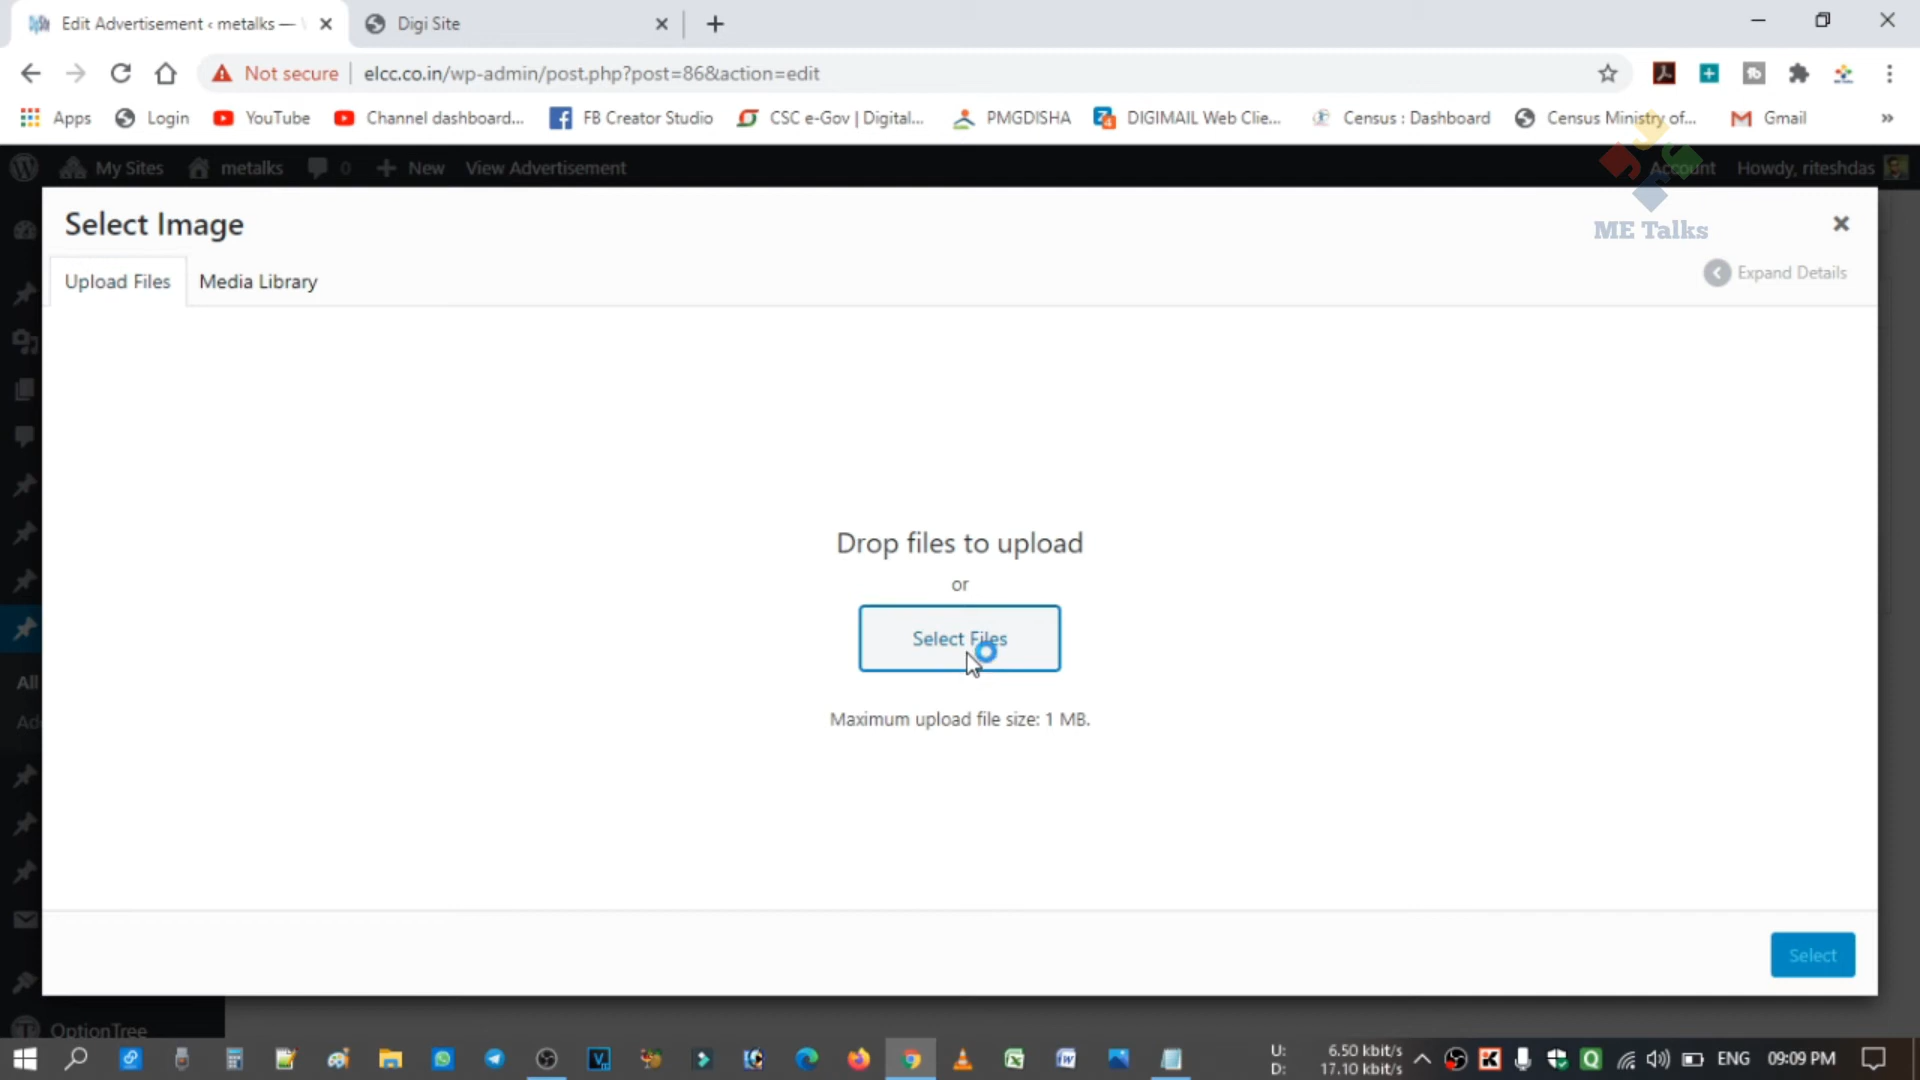 Edit Advertisement ‹ metalks —
Digi Site
Not secure
elcc.co.in/wp-admin/post.php?post=86&action=edit
Apps
Login
YouTube
Channel dashboard...
FB Creator Studio
CSC e-Gov | Digital...
PMGDISHA
DIGIMAIL Web Clie...
Census : Dashboard
Census Ministry of...
Gmail
»
My Sites
metalks
0
New
View Advertisement
Account
Howdy, riteshdas
Select Image
ME Talks
Upload Files
Media Library
Expand Details
Drop files to upload
or
Select Files
Maximum upload file size: 1 MB.
All
Ad
Select
OptionTree
U: 6.50 kbit/s
D: 17.10 kbit/s
ENG
09:09 PM